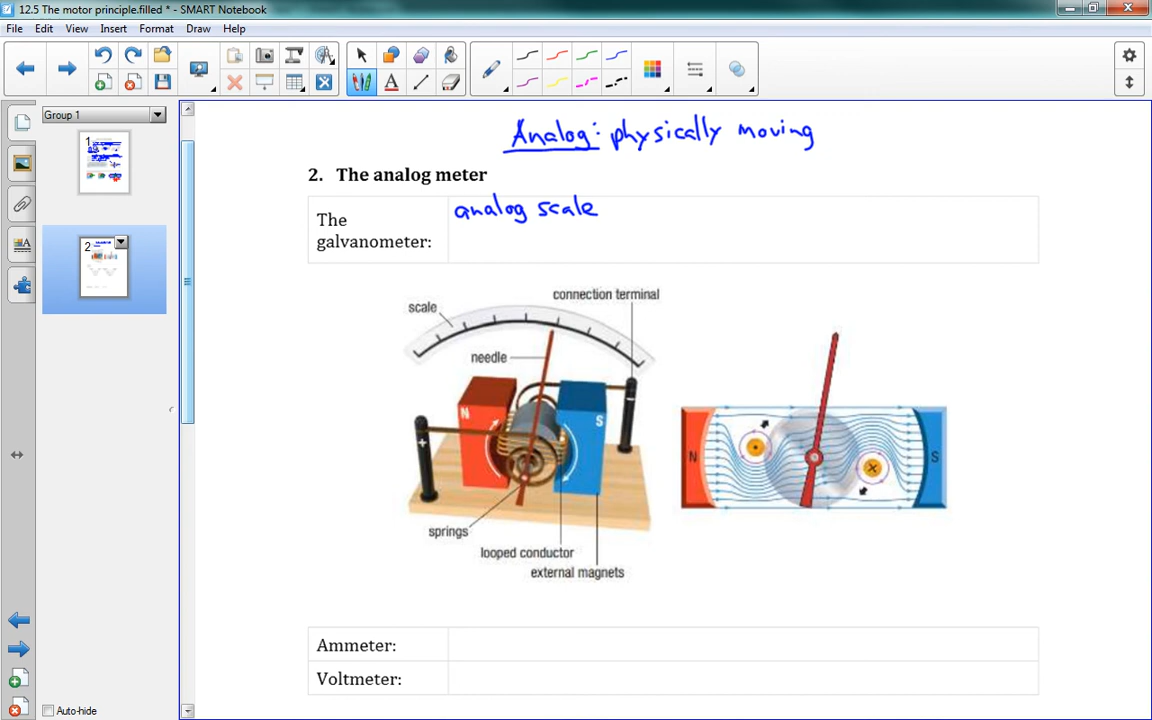 12.5 The motor principle.filled * - SMART Notebook
File Edit View Insert Format Draw Help
Group 1
1
2
Auto-hide
Analog: physically moving
2. The analog meter
The galvanometer:
analog scale
connection terminal
scale
needle
N
S
+
-
springs
looped conductor
external magnets
N
S
Ammeter:
Voltmeter: